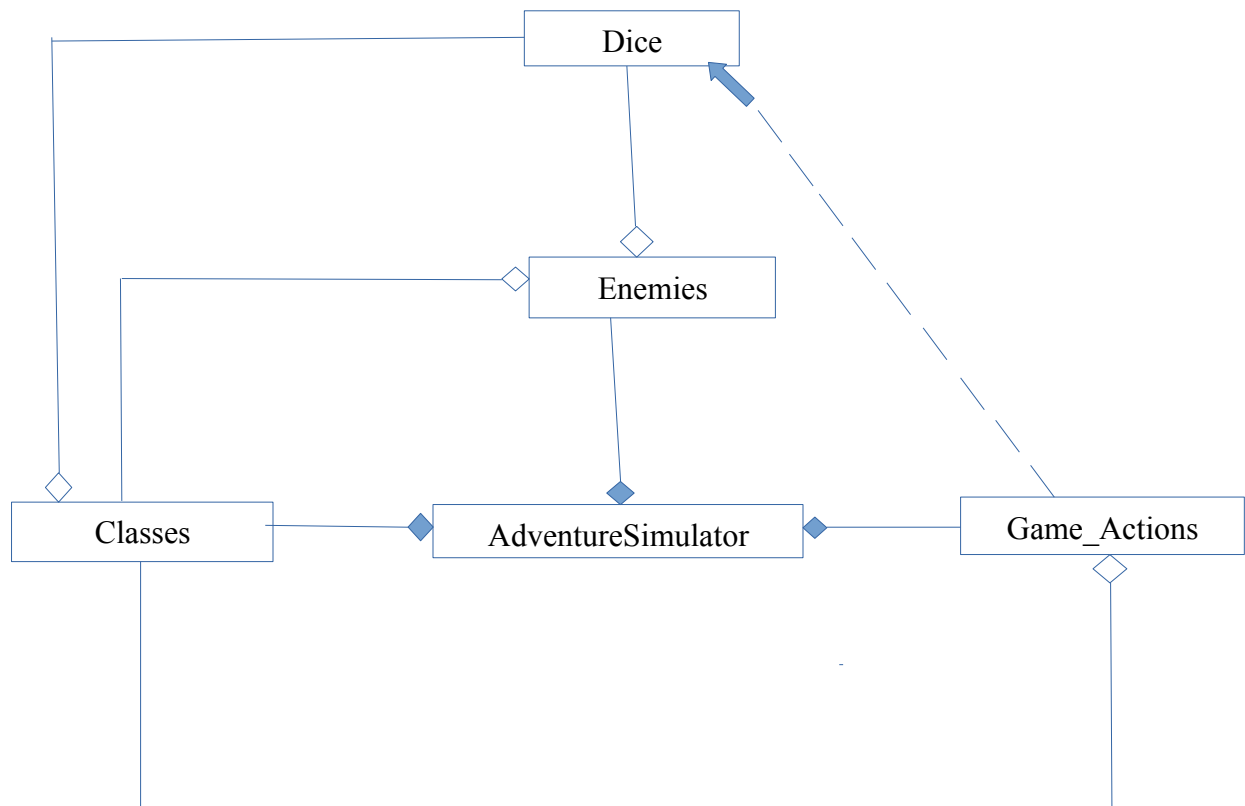 Dice
Enemies
Classes
AdventureSimulator
Game_Actions